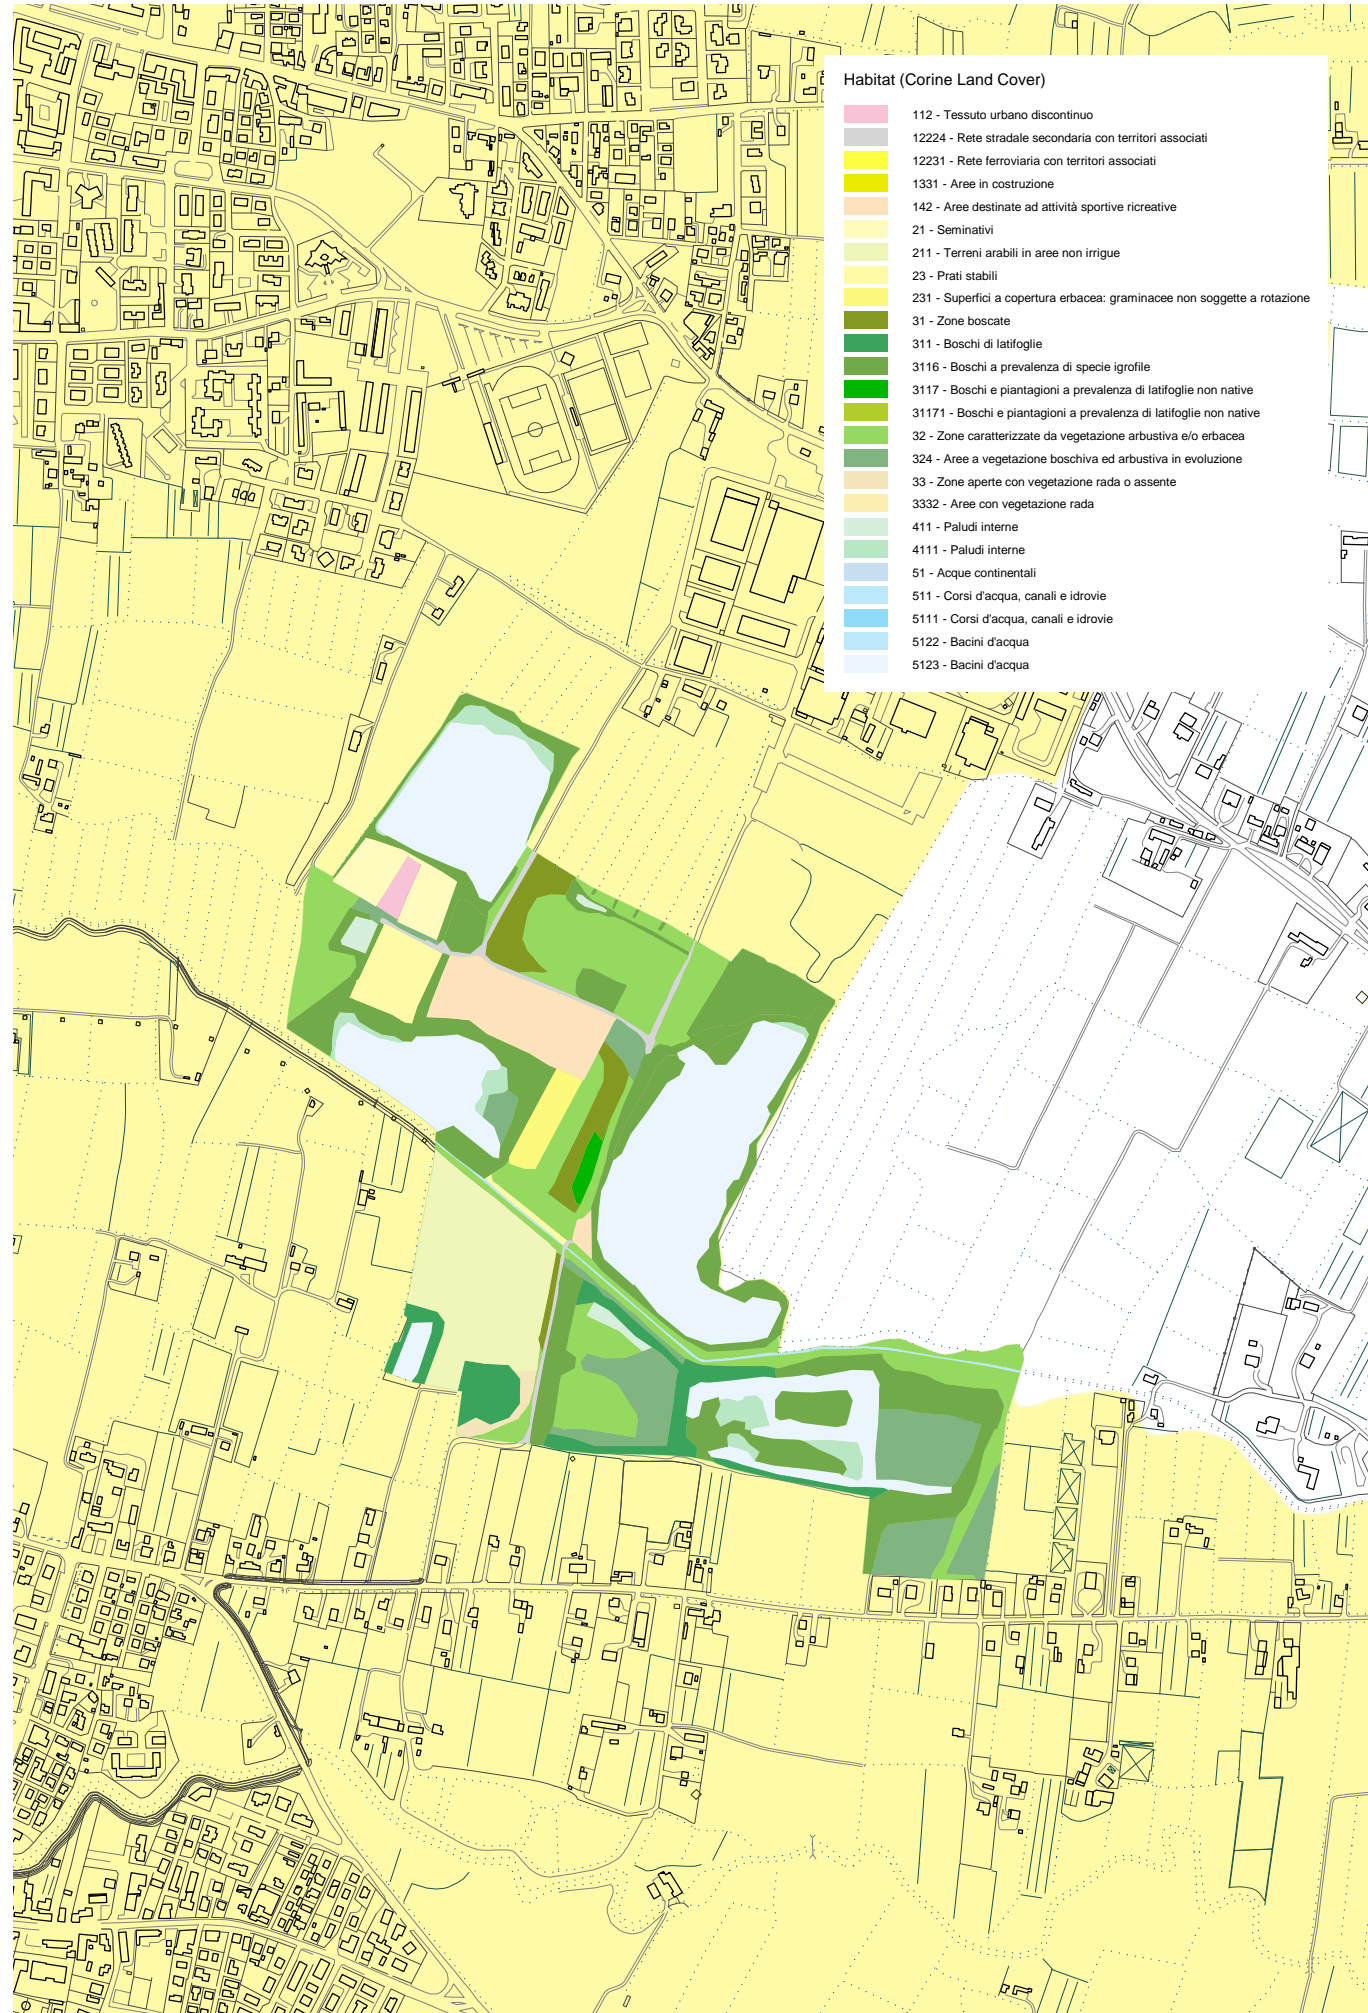 Habitat (Corine Land Cover)
112 - Tessuto urbano discontinuo
12224 - Rete stradale secondaria con territori associati
12231 - Rete ferroviaria con territori associati
1331 - Aree in costruzione
142 - Aree destinate ad attività sportive ricreative
21 - Seminativi
211 - Terreni arabili in aree non irrigue
23 - Prati stabili
231 - Superfici a copertura erbacea: graminacee non soggette a rotazione
31 - Zone boscate
311 - Boschi di latifoglie
3116 - Boschi a prevalenza di specie igrofile
3117 - Boschi e piantagioni a prevalenza di latifoglie non native
31171 - Boschi e piantagioni a prevalenza di latifoglie non native
32 - Zone caratterizzate da vegetazione arbustiva e/o erbacea
324 - Aree a vegetazione boschiva ed arbustiva in evoluzione
33 - Zone aperte con vegetazione rada o assente
3332 - Aree con vegetazione rada
411 - Paludi interne
4111 - Paludi interne
51 - Acque continentali
511 - Corsi d'acqua, canali e idrovie
5111 - Corsi d'acqua, canali e idrovie
5122 - Bacini d'acqua
5123 - Bacini d'acqua